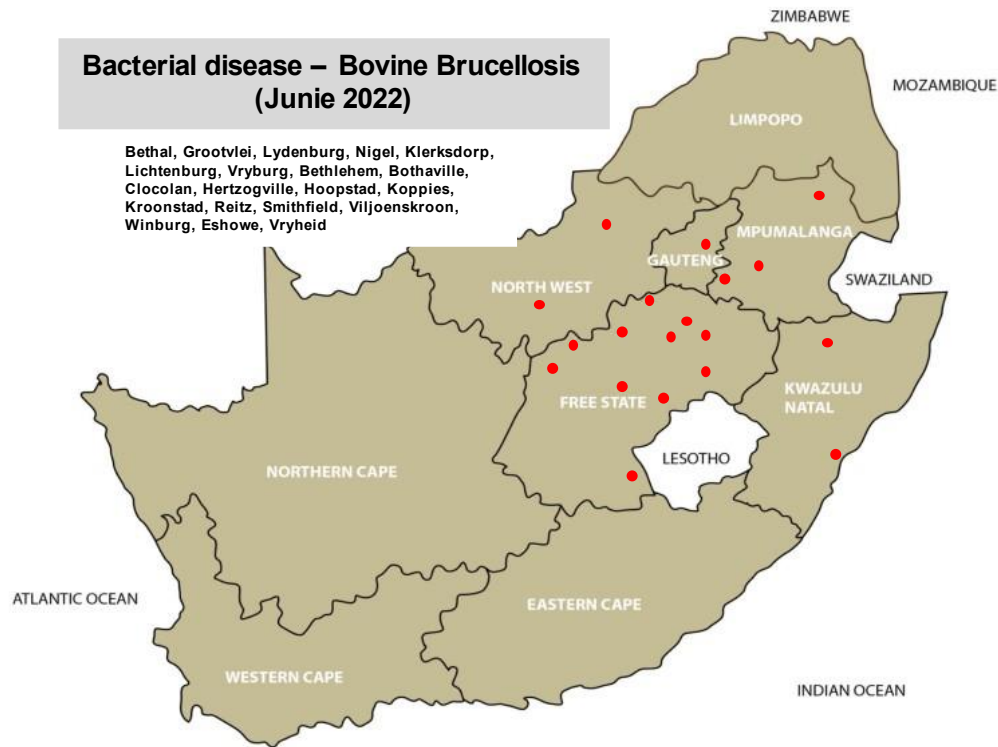 ZIMBABWE
Bacterial disease – Bovine Brucellosis
(Junie 2022)
MOZAMBIQUE
LIMPOPO
Bethal, Grootvlei, Lydenburg, Nigel, Klerksdorp,
Lichtenburg, Vryburg, Bethlehem, Bothaville,
Clocolan, Hertzogville, Hoopstad, Koppies,
Kroonstad, Reitz, Smithfield, Viljoenskroon,
Winburg, Eshowe, Vryheid
MPUMALANGA
GAUTENG
SWAZILAND
NORTH WEST
KWAZULU
NATAL
FREE STATE
LESOTHO
NORTHERN CAPE
ATLANTIC OCEAN
EASTERN CAPE
WESTERN CAPE
INDIAN OCEAN